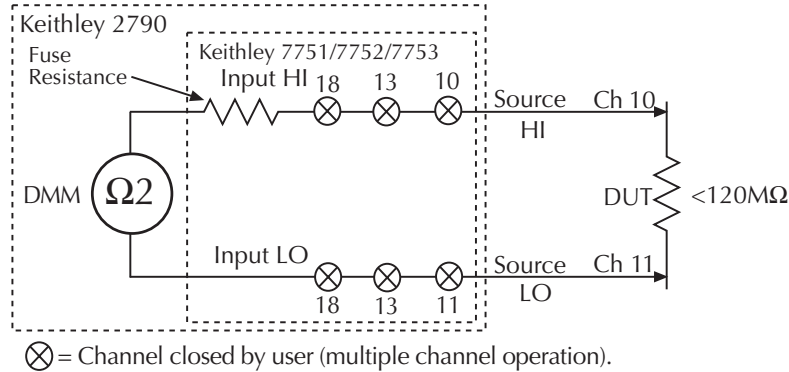 Keithley 2790
Fuse
Resistance
Keithley 7751/7752/7753
Input HI 18 13 10
Source Ch 10
HI
DMM Ω2
DUT <120MΩ
Input LO
Source Ch 11
LO
18 13 11
= Channel closed by user (multiple channel operation).